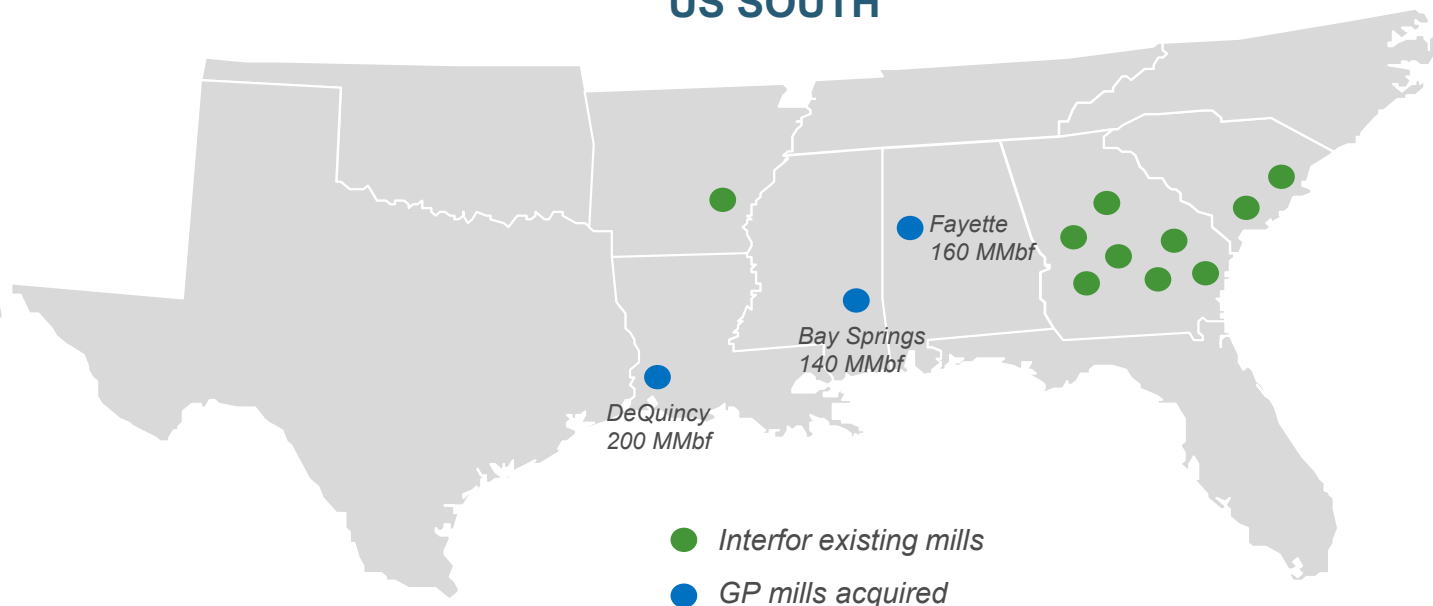 US SOUTH
Fayette
160 MMbf
Bay Springs
140 MMbf
DeQuincy
200 MMbf
Interfor existing mills
GP mills acquired